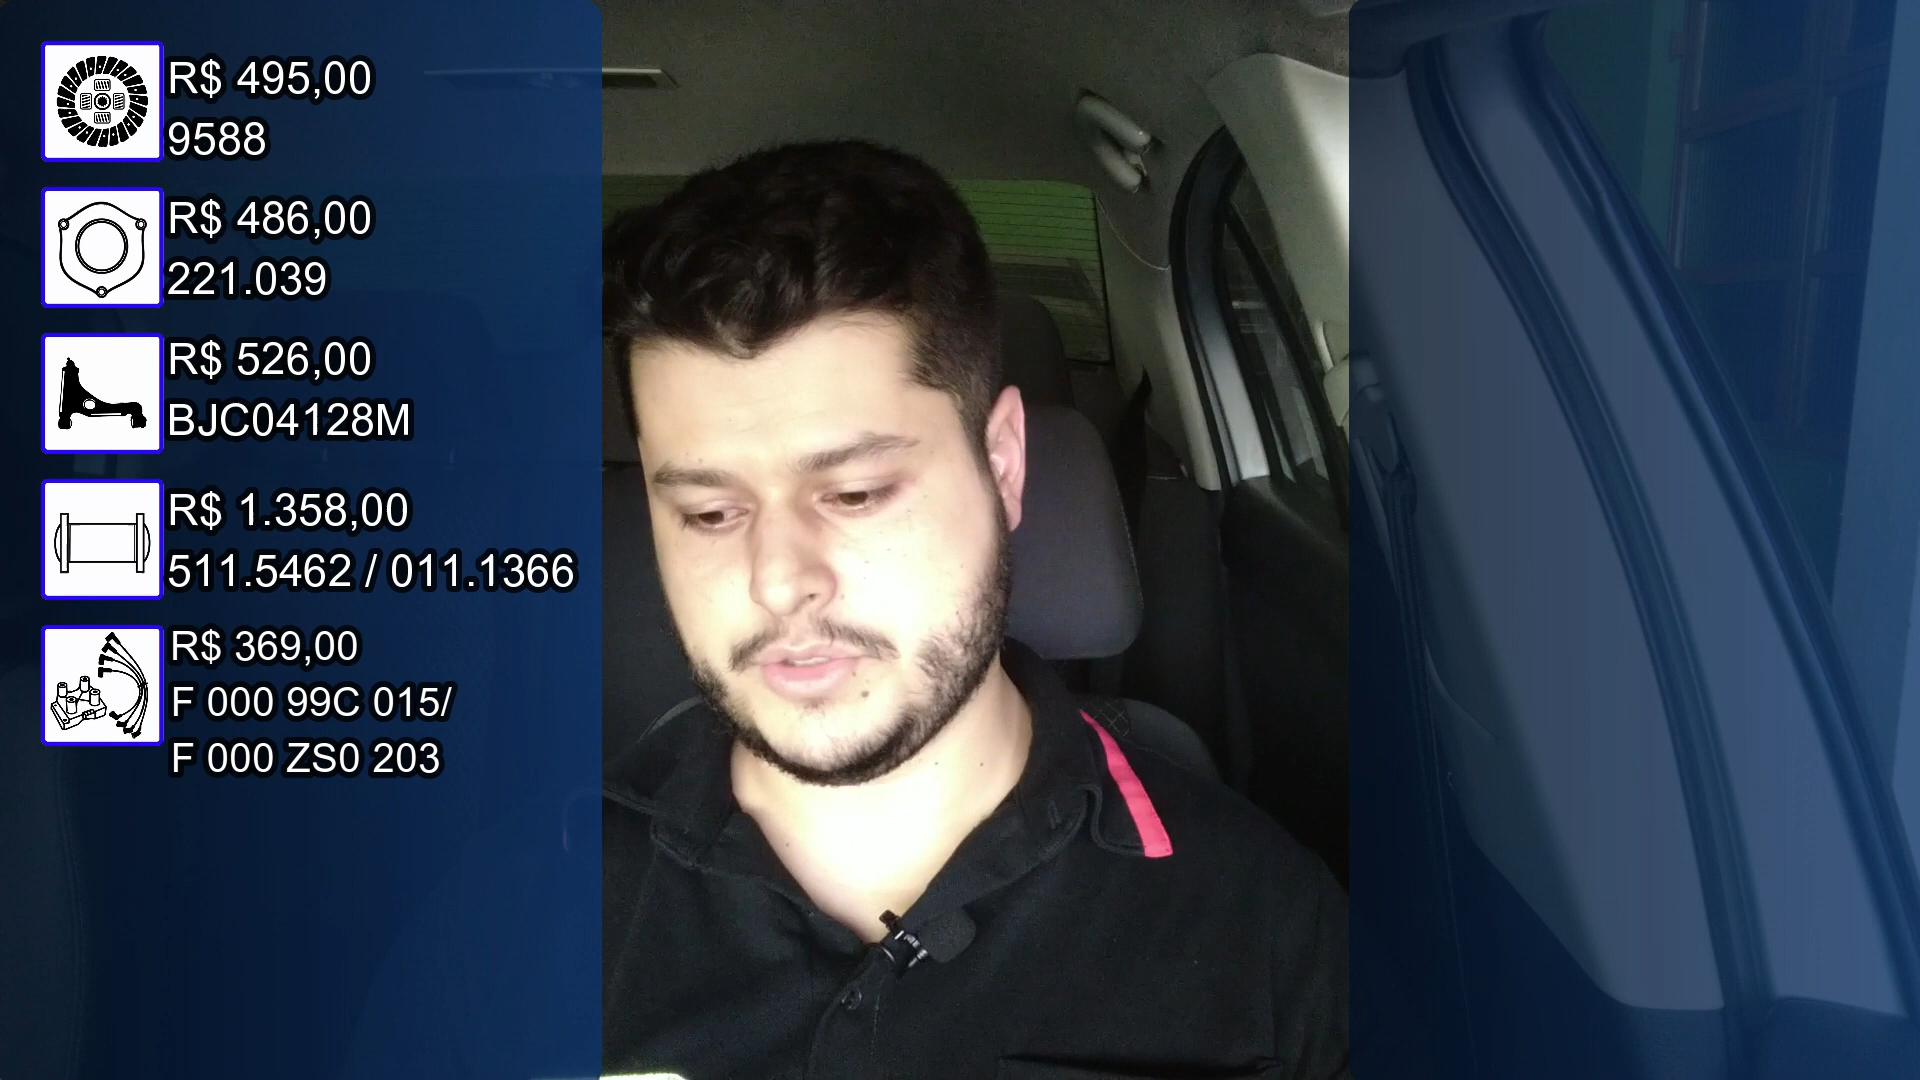 R$ 495,00
9588
R$ 486,00
221.039
R$ 526,00
BJC04128M
R$ 1.358,00
511.5462 / 011.1366
R$ 369,00
F 000 99C 015/
F 000 ZS0 203